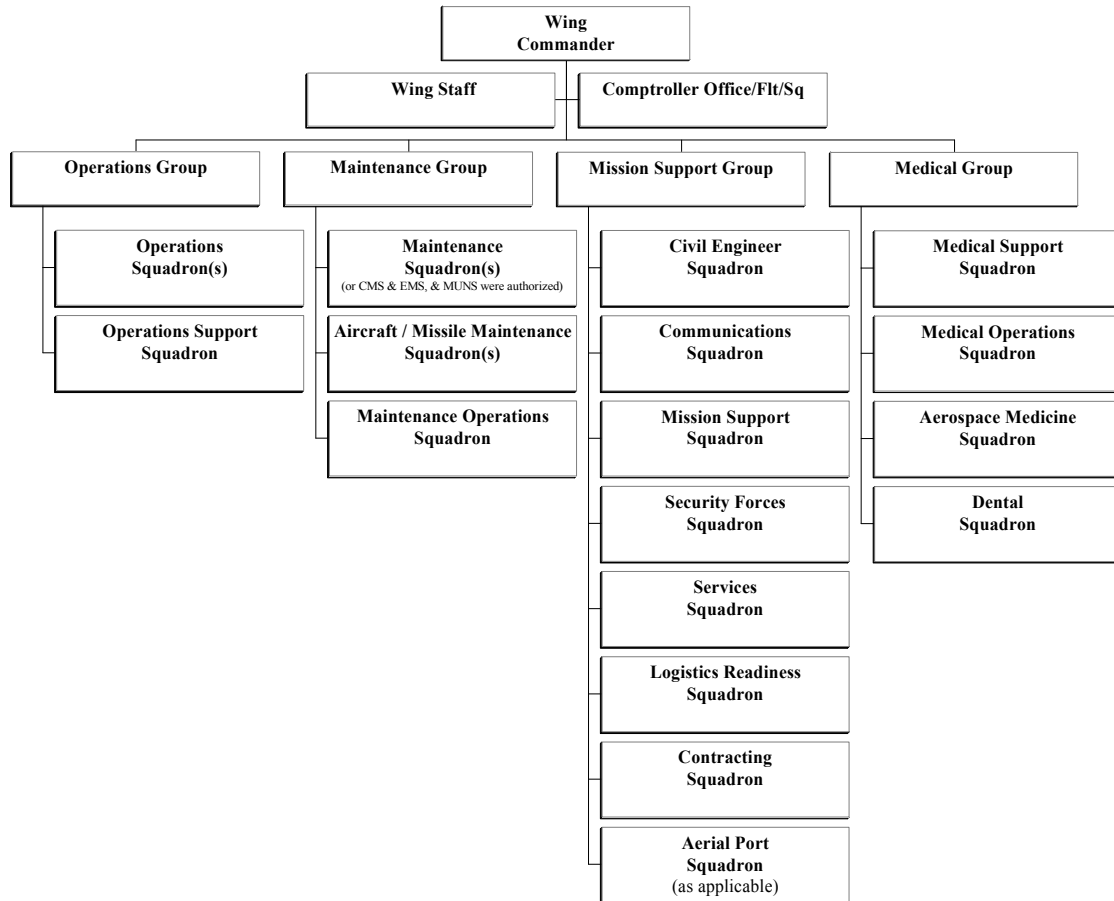 Wing
Commander
Wing Staff
Comptroller Office/Flt/Sq
Operations Group
Maintenance Group
Mission Support Group
Medical Group
Operations
Squadron(s)
Operations Support
Squadron
Maintenance
Squadron(s)
(or CMS & EMS, & MUNS were authorized)
Aircraft / Missile Maintenance
Squadron(s)
Maintenance Operations
Squadron
Civil Engineer
Squadron
Communications
Squadron
Mission Support
Squadron
Security Forces
Squadron
Services
Squadron
Logistics Readiness
Squadron
Contracting
Squadron
Aerial Port
Squadron
(as applicable)
Medical Support
Squadron
Medical Operations
Squadron
Aerospace Medicine
Squadron
Dental
Squadron